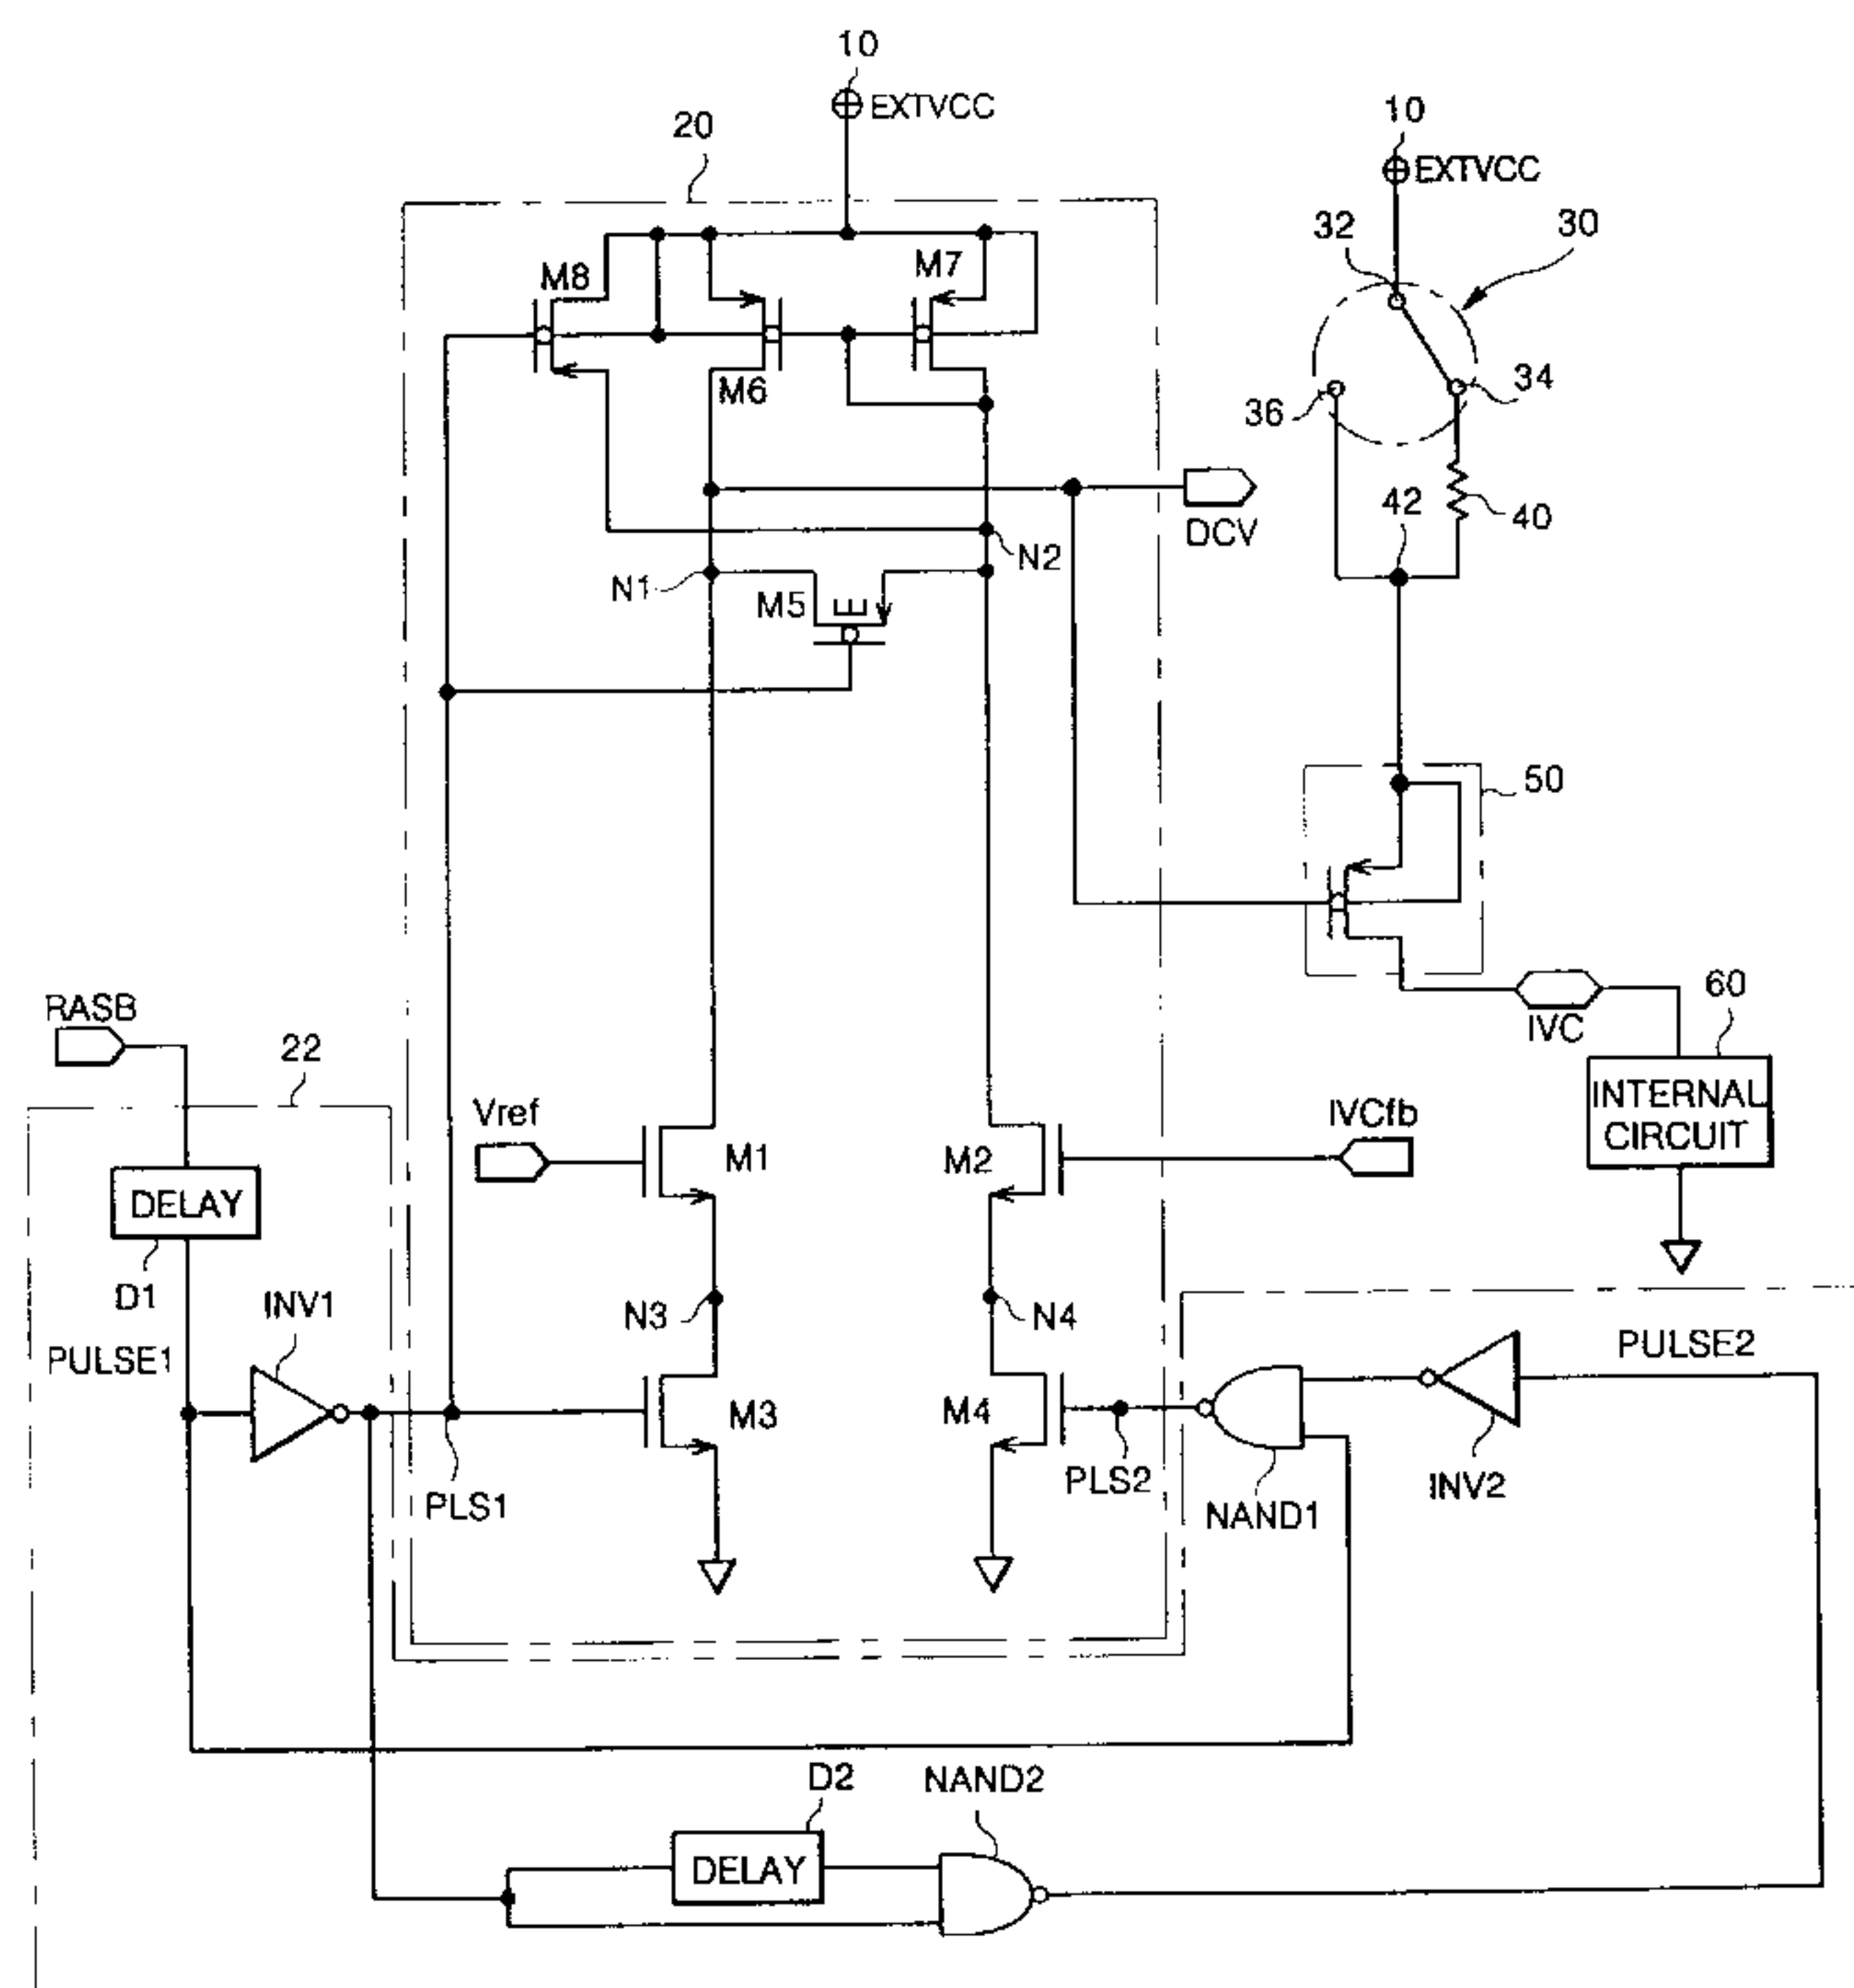 10
EXTVCC
20
10
EXTVCC
32
30
M8
M7
M6
34
36
42
40
DCV
N2
N1
M5
E
50
RASB
22
IVC
60
INTERNAL
CIRCUIT
Vref
IVCfb
M1
M2
DELAY
D1
INV1
N3
N4
PULSE1
PULSE2
M3
M4
PLS1
PLS2
NAND1
INV2
D2
NAND2
DELAY